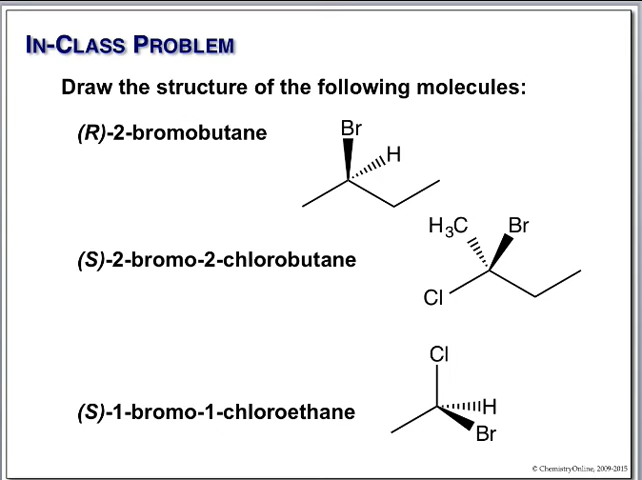 IN-CLASS PROBLEM
Draw the structure of the following molecules:
(R)-2-bromobutane
Br
H
(S)-2-bromo-2-chlorobutane
H3C
Br
Cl
(S)-1-bromo-1-chloroethane
Cl
H
Br
© ChemistryOnline, 2009-2015